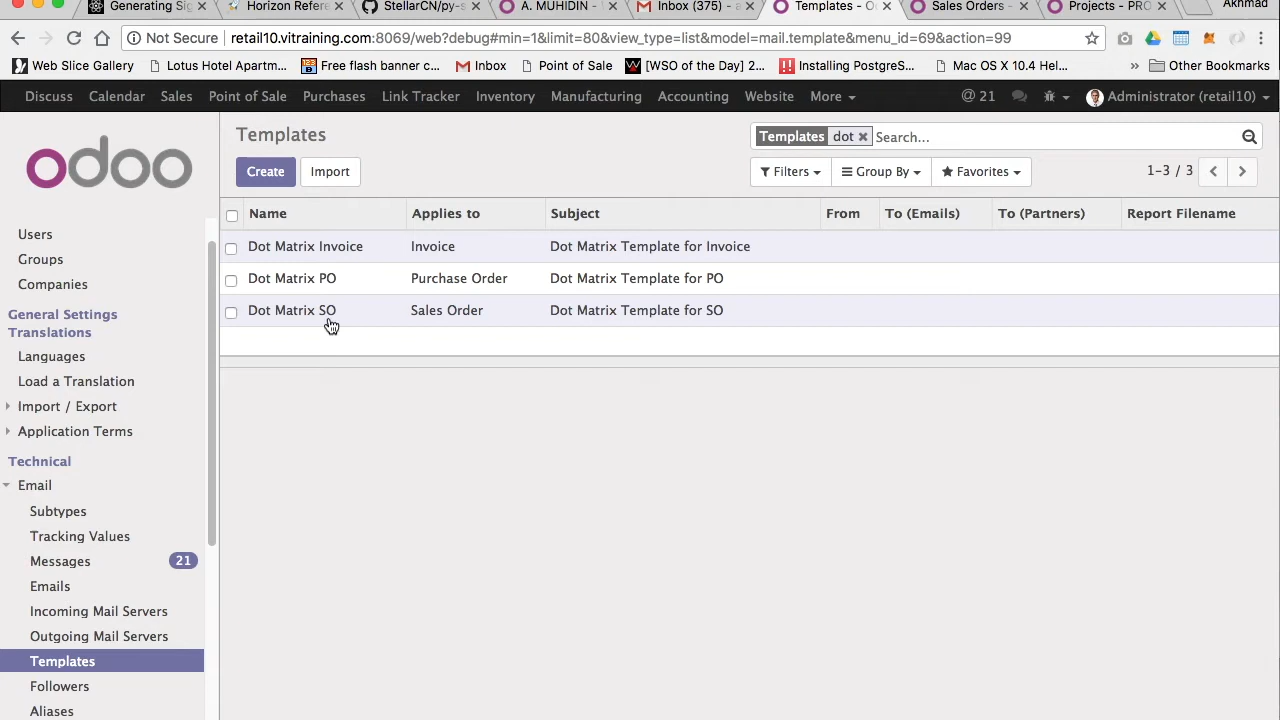 Generating Sig
Horizon Refere
StellarCN/py-s
A. MUHIDIN -
Inbox (375) - a
Templates - O
Sales Orders -
Projects - PRO
Akhmad
Not Secure retail10.vitraining.com:8069/web?debug#min=1&limit=80&view_type=list&model=mail.template&menu_id=69&action=99
Web Slice Gallery Lotus Hotel Apartm... Free flash banner c... Inbox Point of Sale [WSO of the Day] 2... Installing PostgreS... Mac OS X 10.4 Hel... » Other Bookmarks
Discuss Calendar Sales Point of Sale Purchases Link Tracker Inventory Manufacturing Accounting Website More @ 21 Administrator (retail10)
odoo
Users
Groups
Companies
General Settings
Translations
Languages
Load a Translation
Import / Export
Application Terms
Technical
Email
Subtypes
Tracking Values
Messages 21
Emails
Incoming Mail Servers
Outgoing Mail Servers
Templates
Followers
Aliases
Templates
Templates dot Search...
Create Import
Filters Group By Favorites 1-3 / 3
Name Applies to Subject From To (Emails) To (Partners) Report Filename
Dot Matrix Invoice Invoice Dot Matrix Template for Invoice
Dot Matrix PO Purchase Order Dot Matrix Template for PO
Dot Matrix SO Sales Order Dot Matrix Template for SO